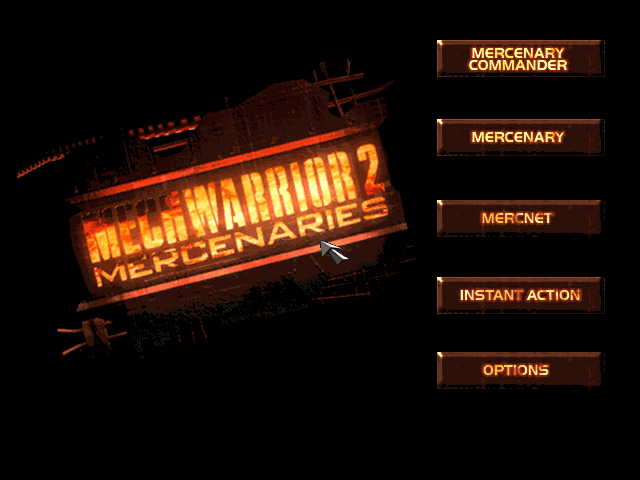 MECHWARRIOR 2
MERCENARIES
MERCENARY
COMMANDER
MERCENARY
MERCNET
INSTANT ACTION
OPTIONS